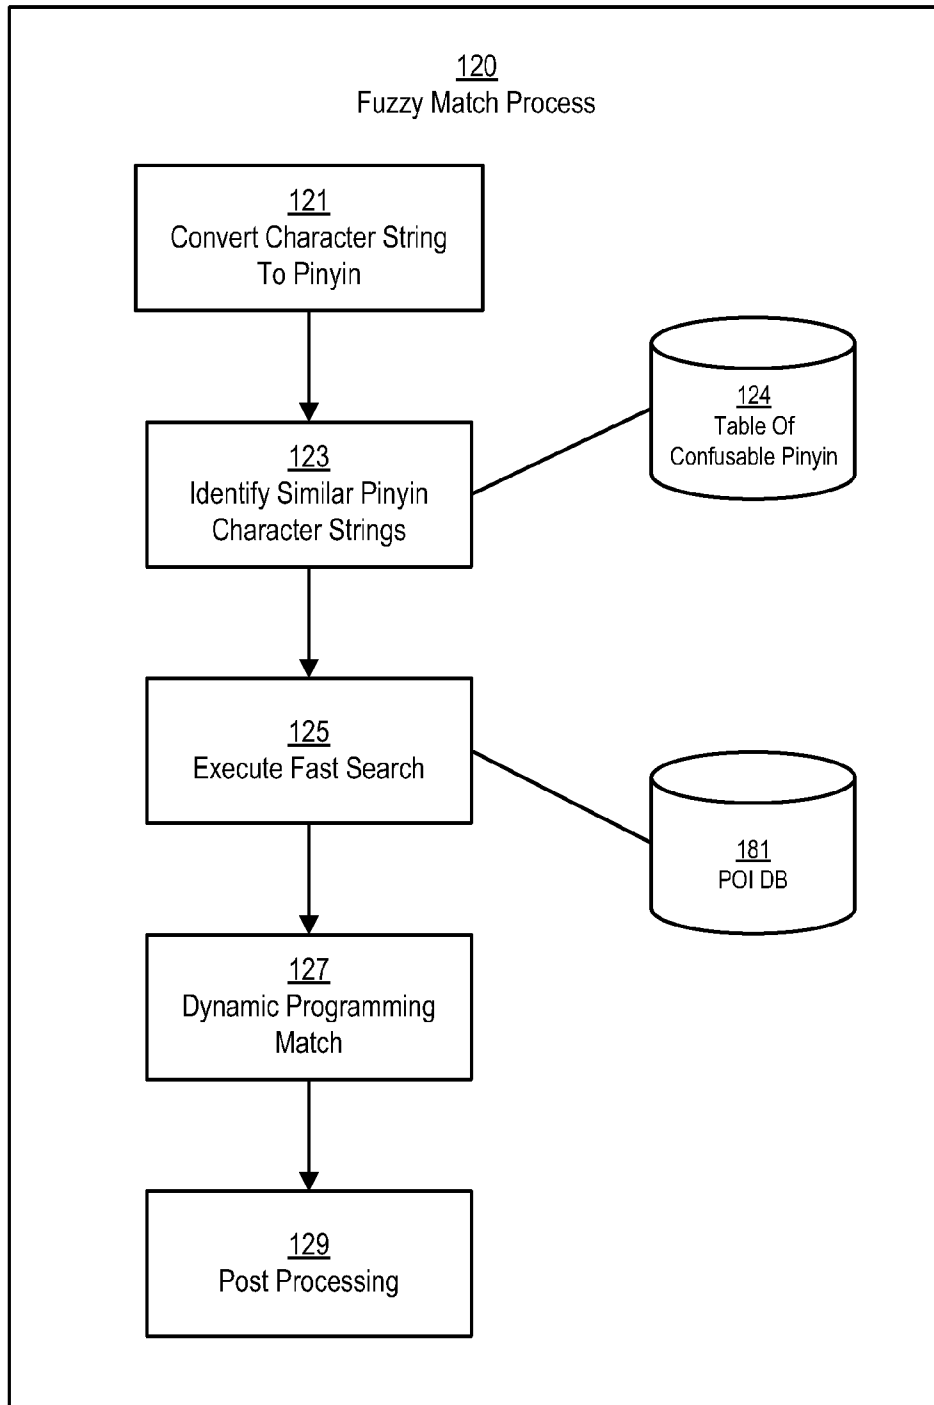 120
Fuzzy Match Process
121
Convert Character String
To Pinyin
123
Identify Similar Pinyin
Character Strings
124
Table Of
Confusable Pinyin
125
Execute Fast Search
181
POI DB
127
Dynamic Programming
Match
129
Post Processing